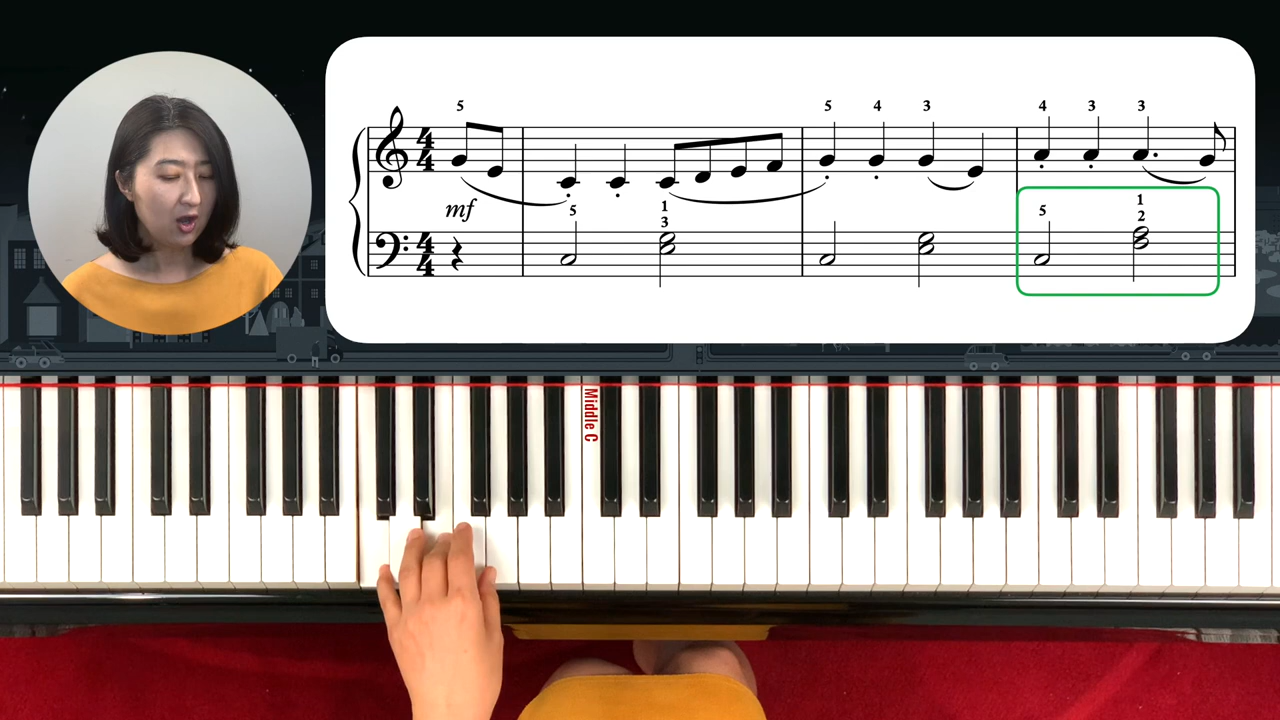 5 5 4 3 4 3 3
4 4
mf 5 1 5 1
3 2
4 4
Middle C